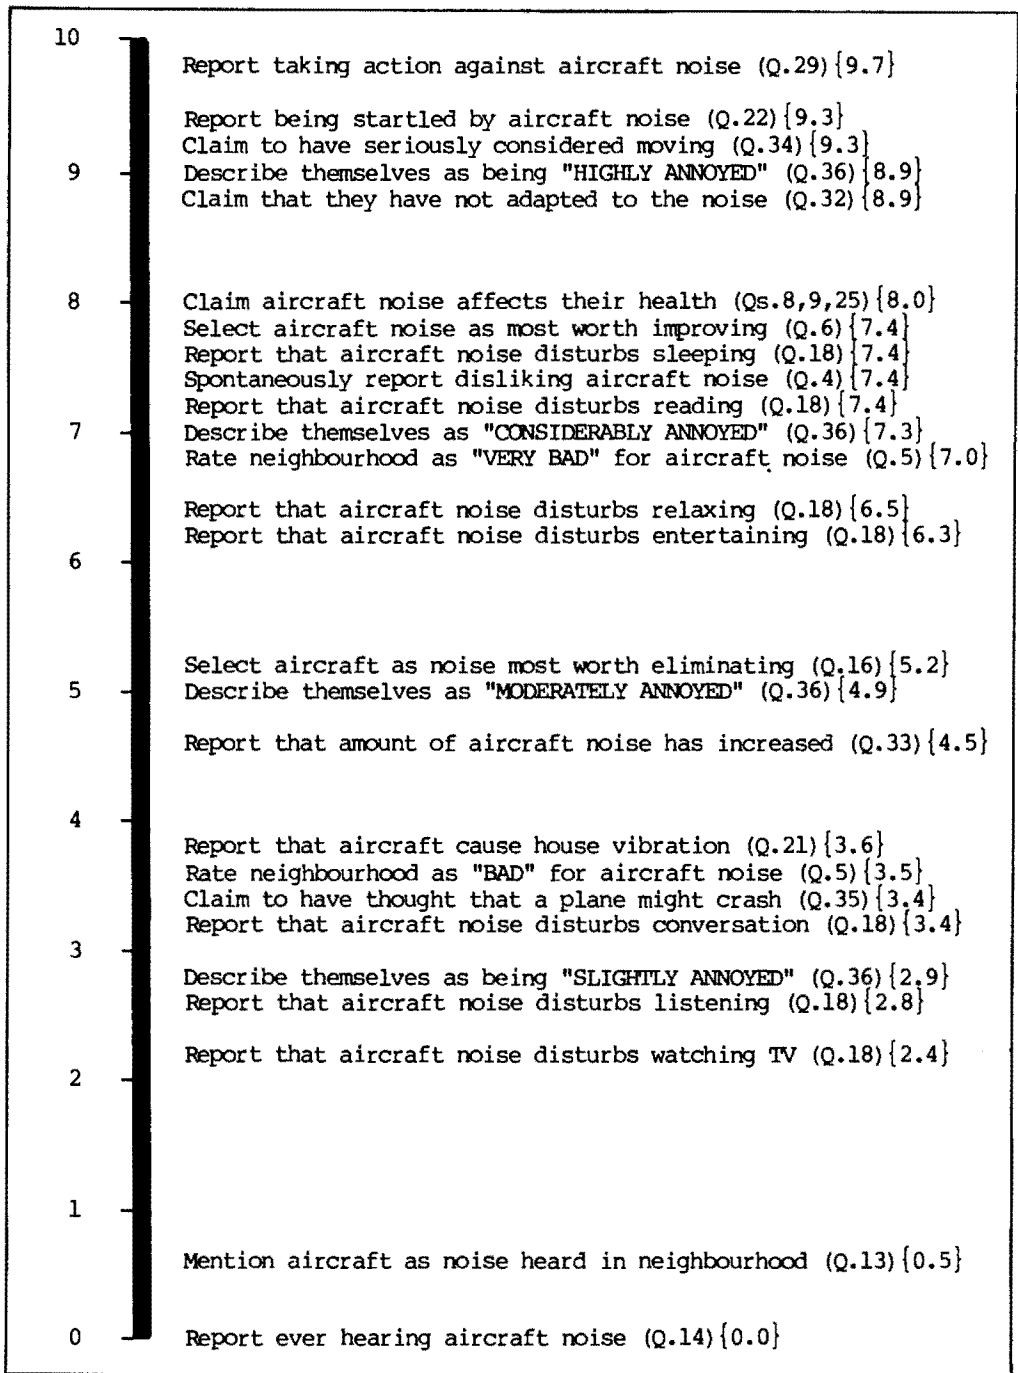 10
Report taking action against aircraft noise (Q.29){9.7}
Report being startled by aircraft noise (Q.22){9.3}
Claim to have seriously considered moving (Q.34){9.3}
9 Describe themselves as being "HIGHLY ANNOYED" (Q.36){8.9}
Claim that they have not adapted to the noise (Q.32){8.9}
8 Claim aircraft noise affects their health (Qs.8,9,25){8.0}
Select aircraft noise as most worth improving (Q.6){7.4}
Report that aircraft noise disturbs sleeping (Q.18){7.4}
Spontaneously report disliking aircraft noise (Q.4){7.4}
Report that aircraft noise disturbs reading (Q.18){7.4}
7 Describe themselves as "CONSIDERABLY ANNOYED" (Q.36){7.3}
Rate neighbourhood as "VERY BAD" for aircraft noise (Q.5){7.0}
Report that aircraft noise disturbs relaxing (Q.18){6.5}
Report that aircraft noise disturbs entertaining (Q.18){6.3}
6
Select aircraft as noise most worth eliminating (Q.16){5.2}
5 Describe themselves as "MODERATELY ANNOYED" (Q.36){4.9}
Report that amount of aircraft noise has increased (Q.33){4.5}
4
Report that aircraft cause house vibration (Q.21){3.6}
Rate neighbourhood as "BAD" for aircraft noise (Q.5){3.5}
Claim to have thought that a plane might crash (Q.35){3.4}
Report that aircraft noise disturbs conversation (Q.18){3.4}
3
Describe themselves as being "SLIGHTLY ANNOYED" (Q.36){2.9}
Report that aircraft noise disturbs listening (Q.18){2.8}
Report that aircraft noise disturbs watching TV (Q.18){2.4}
2
1
Mention aircraft as noise heard in neighbourhood (Q.13){0.5}
0 Report ever hearing aircraft noise (Q.14){0.0}